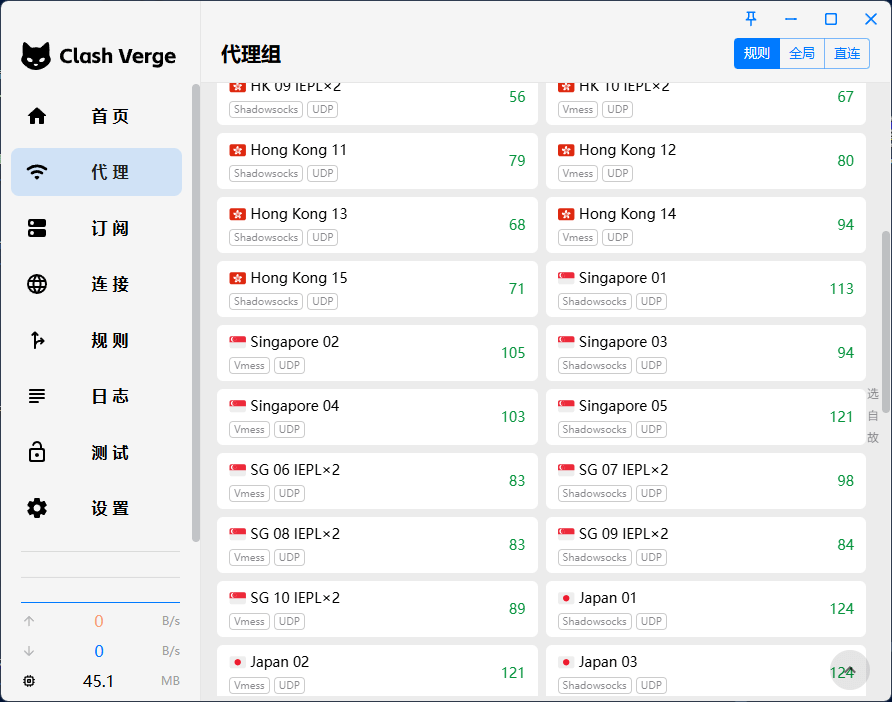 Clash Verge
首页
代理
订阅
连接
规则
日志
测试
设置
0 B/s
0 B/s
45.1 MB
代理组
规则 全局 直连
HK 09 IEPL×2
Shadowsocks UDP
56
HK 10 IEPL×2
Vmess UDP
67
Hong Kong 11
Shadowsocks UDP
79
Hong Kong 12
Vmess UDP
80
Hong Kong 13
Shadowsocks UDP
68
Hong Kong 14
Vmess UDP
94
Hong Kong 15
Shadowsocks UDP
71
Singapore 01
Shadowsocks UDP
113
Singapore 02
Vmess UDP
105
Singapore 03
Shadowsocks UDP
94
Singapore 04
Vmess UDP
103
Singapore 05
Shadowsocks UDP
121
SG 06 IEPL×2
Vmess UDP
83
SG 07 IEPL×2
Shadowsocks UDP
98
SG 08 IEPL×2
Vmess UDP
83
SG 09 IEPL×2
Shadowsocks UDP
84
SG 10 IEPL×2
Vmess UDP
89
Japan 01
Shadowsocks UDP
124
Japan 02
Vmess UDP
121
Japan 03
Shadowsocks UDP
124
选
自
故